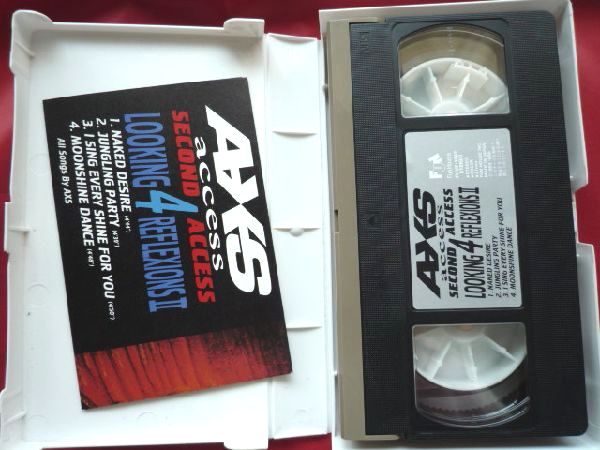 AXS
access
SECOND ACCESS
LOOKING 4 REFLEXIONS II
1. NAKED DESIRE
2. JUNGLING PARTY
3. I SING EVERY SHINE FOR YOU
4. MOONSHINE DANCE
All Songs By AXS
AXS
access
SECOND ACCESS
LOOKING 4 REFLEXIONS II
1. NAKED DESIRE
2. JUNGLING PARTY
3. I SING EVERY SHINE FOR YOU
4. MOONSHINE DANCE